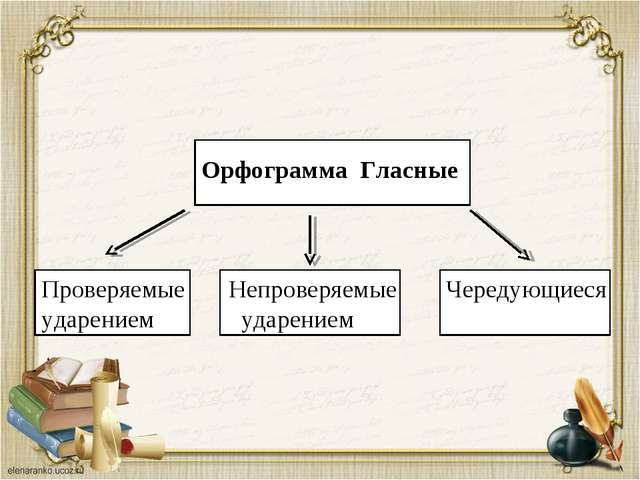 Орфограмма Гласные
Проверяемые
ударением
Непроверяемые
ударением
Чередующиеся
elenaranko.ucoz.ru